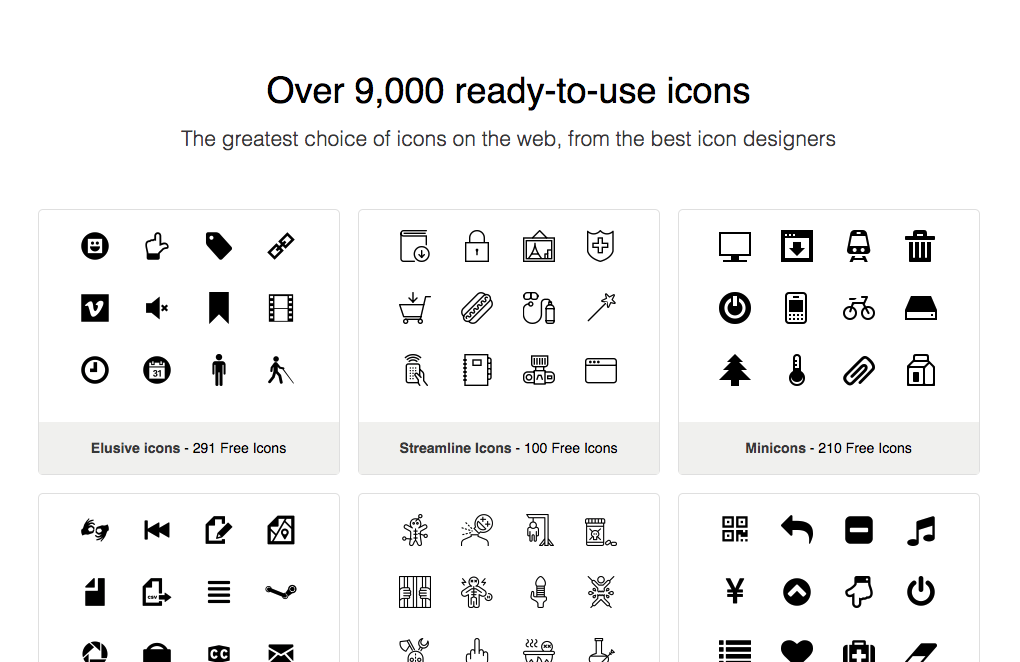 Over 9,000 ready-to-use icons
The greatest choice of icons on the web, from the best icon designers
31
Elusive icons - 291 Free Icons
Streamline Icons - 100 Free Icons
Minicons - 210 Free Icons
CSV
¥
CC